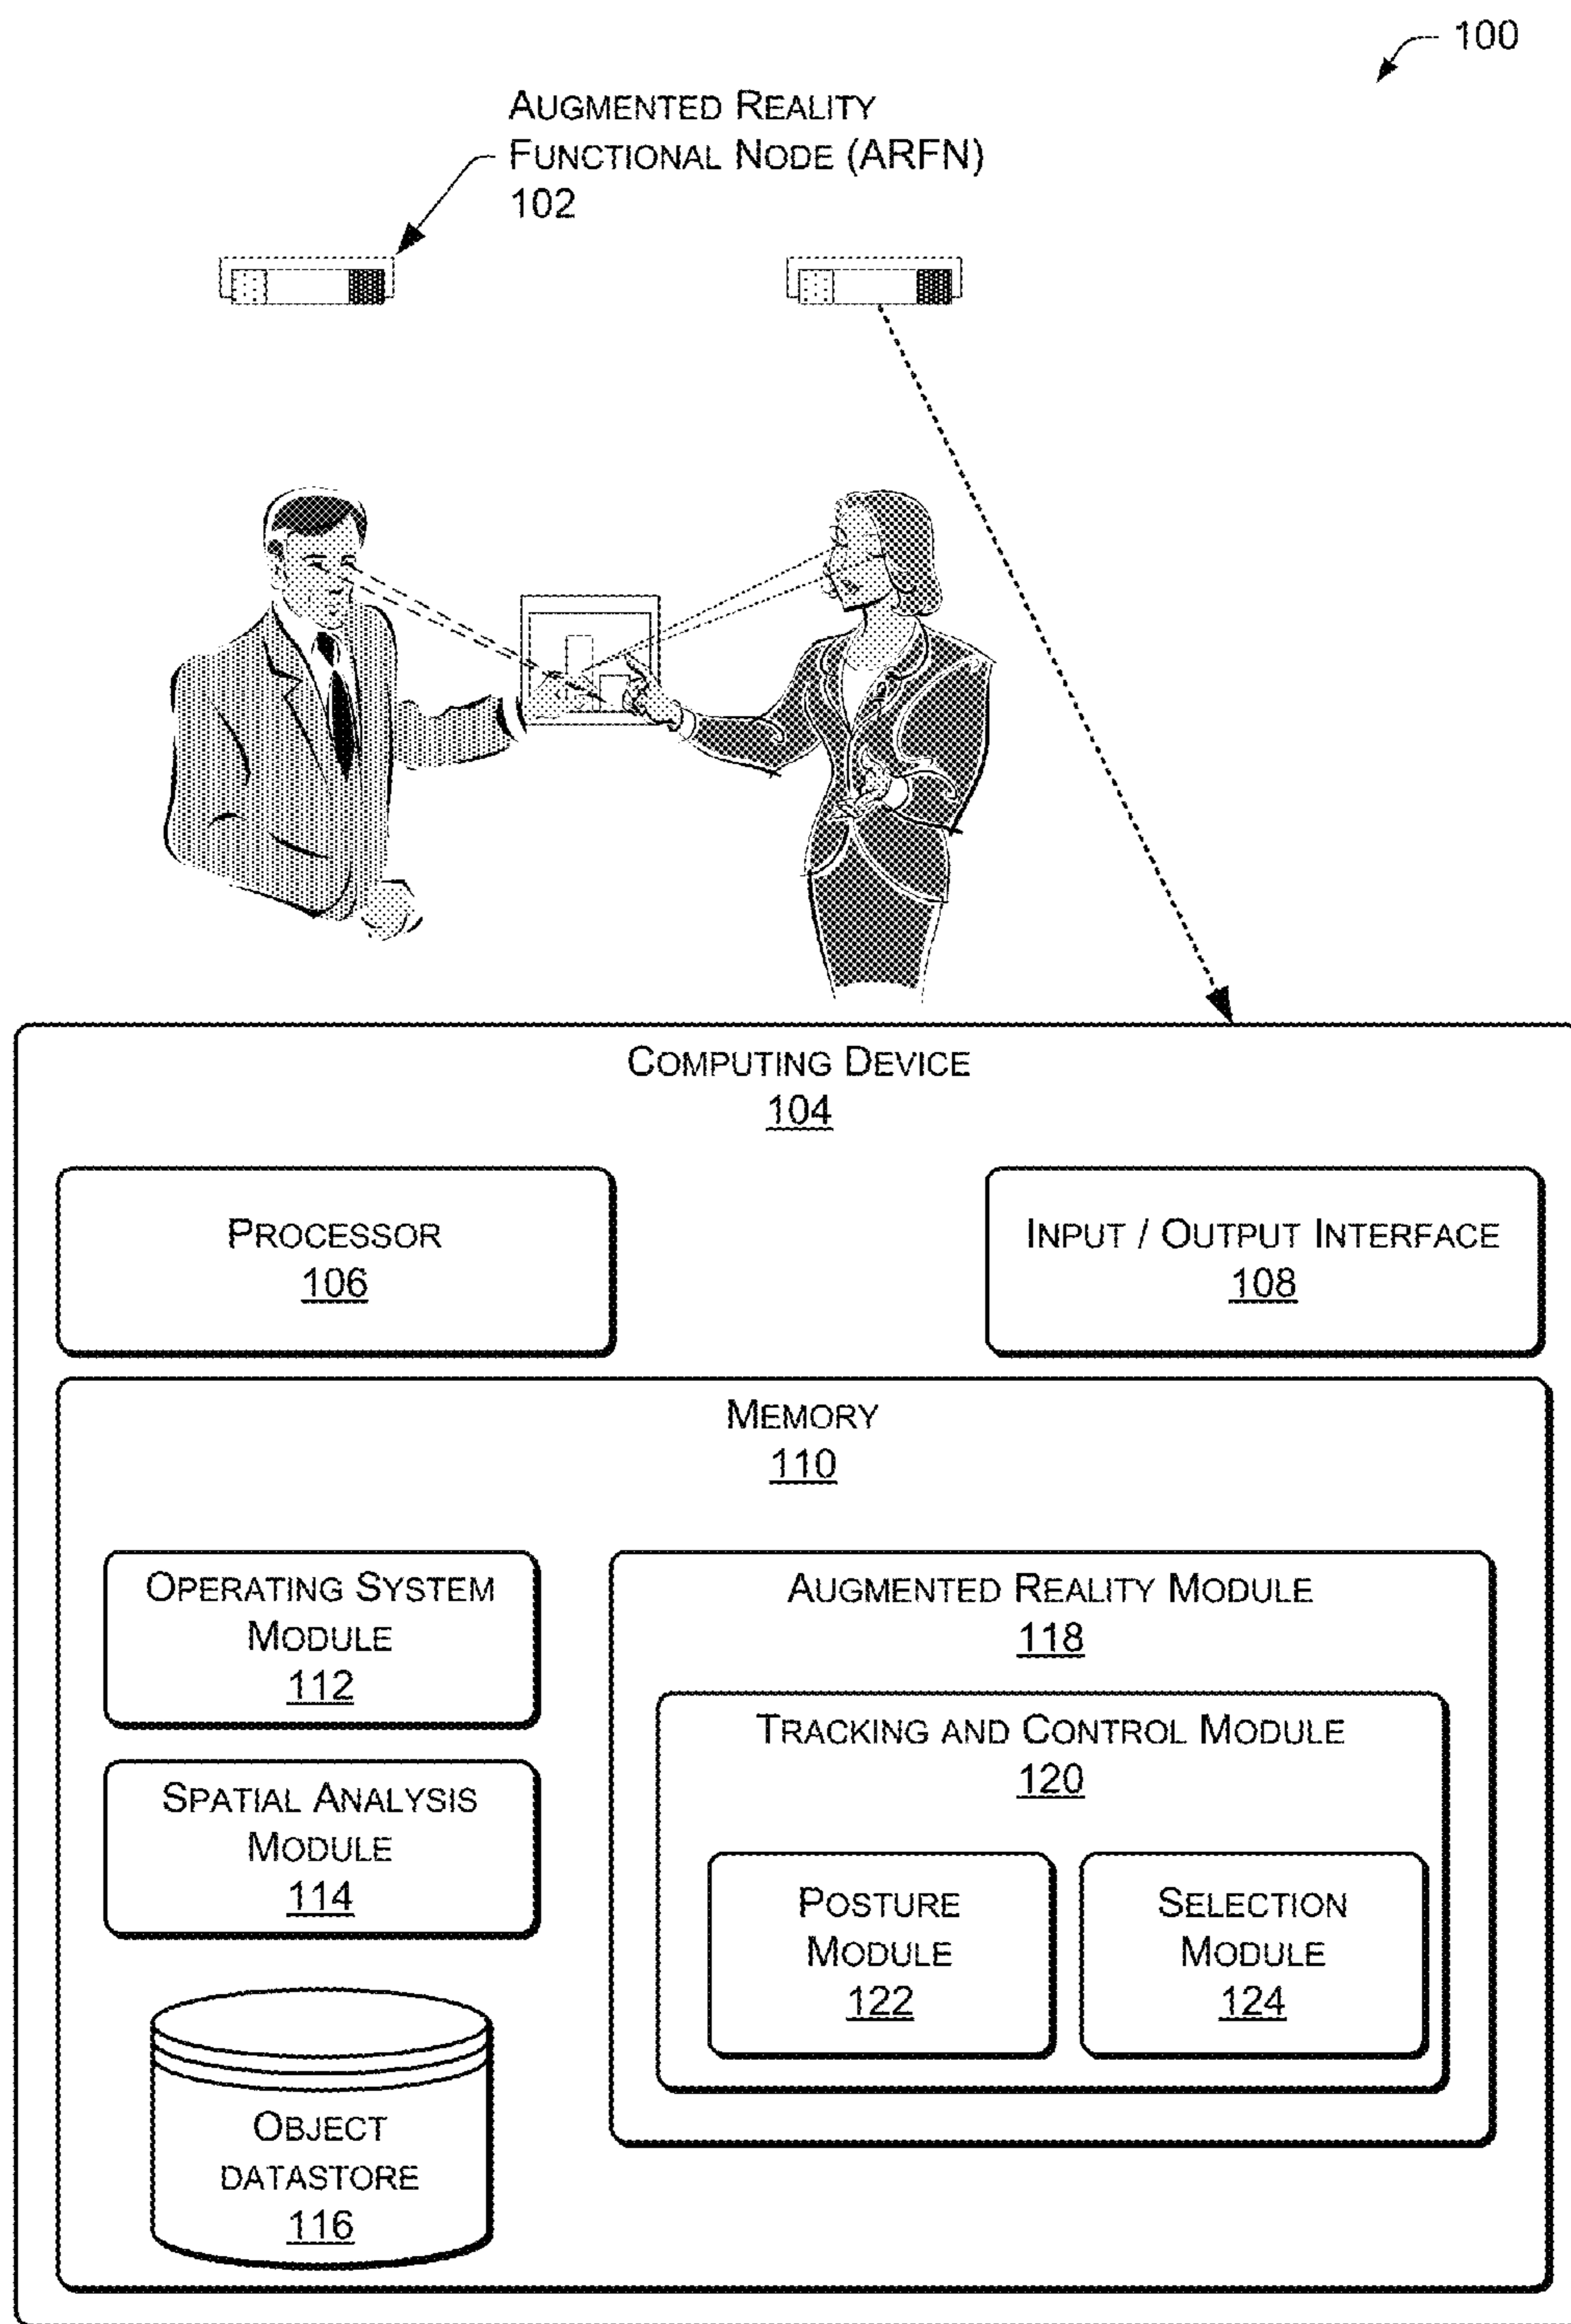 100
AUGMENTED REALITY
FUNCTIONAL NODE (ARFN)
102
COMPUTING DEVICE
104
PROCESSOR
106
INPUT / OUTPUT INTERFACE
108
MEMORY
110
OPERATING SYSTEM
MODULE
112
SPATIAL ANALYSIS
MODULE
114
OBJECT
DATASTORE
116
AUGMENTED REALITY MODULE
118
TRACKING AND CONTROL MODULE
120
POSTURE
MODULE
122
SELECTION
MODULE
124